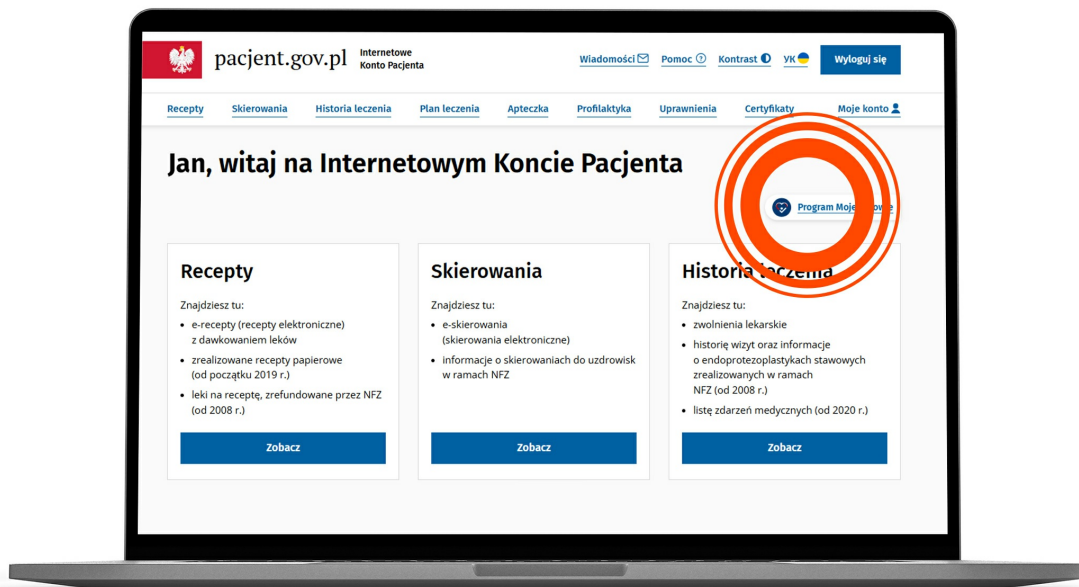 pacjent.gov.pl
Internetowe
Konto Pacjenta
Wiadomości
Pomoc
Kontrast
УК
Wyloguj się
Recepty
Skierowania
Historia leczenia
Plan leczenia
Apteczka
Profilaktyka
Uprawnienia
Certyfikaty
Moje konto
Jan, witaj na Internetowym Koncie Pacjenta
Program Moje
Recepty
Znajdziesz tu:
• e-recepty (recepty elektroniczne)
z dawkowaniem leków
• zrealizowane recepty papierowe
(od początku 2019 r.)
• leki na receptę, zrefundowane przez NFZ
(od 2008 r.)
Zobacz
Skierowania
Znajdziesz tu:
• e-skierowania
(skierowania elektroniczne)
• informacje o skierowaniach do uzdrowisk
w ramach NFZ
Zobacz
Historia leczenia
Znajdziesz tu:
• zwolnienia lekarskie
• historię wizyt oraz informacje
o endoprotezoplastykach stawowych
zrealizowanych w ramach
NFZ (od 2008 r.)
• listę zdarzeń medycznych (od 2020 r.)
Zobacz